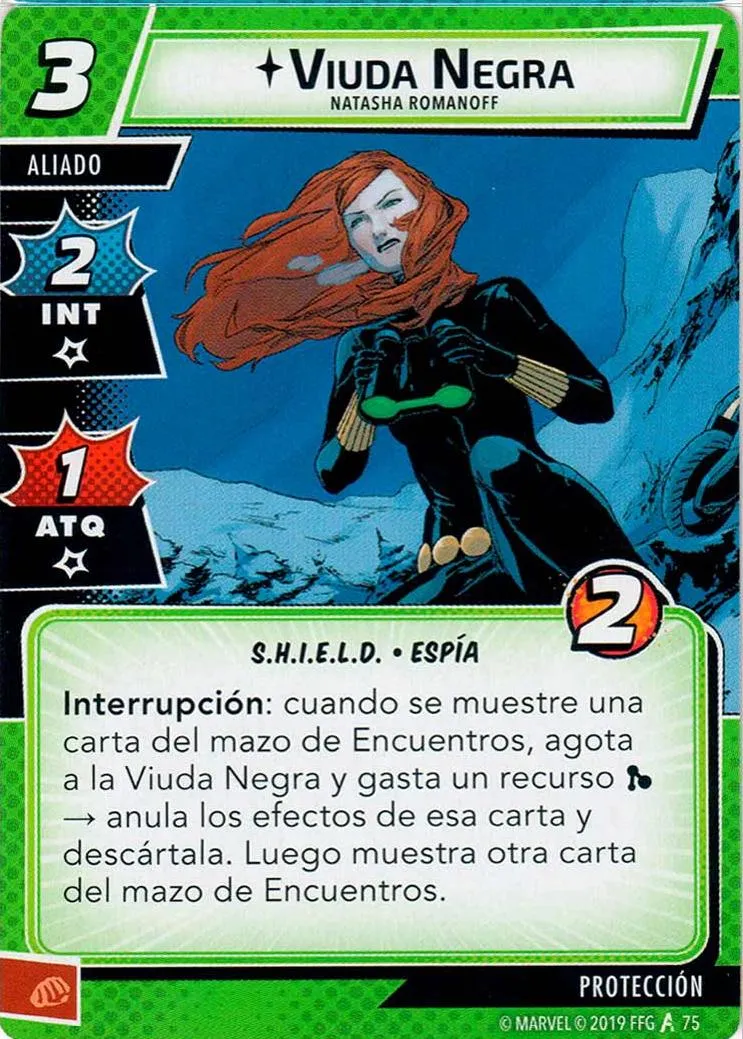 3
VIUDA NEGRA
NATASHA ROMANOFF
ALIADO
2
INT
1
ATQ
2
S.H.I.E.L.D. • ESPÍA
Interrupción: cuando se muestre una
carta del mazo de Encuentros, agota
a la Viuda Negra y gasta un recurso
→ anula los efectos de esa carta y
descártala. Luego muestra otra carta
del mazo de Encuentros.
PROTECCIÓN
© MARVEL © 2019 FFG 75